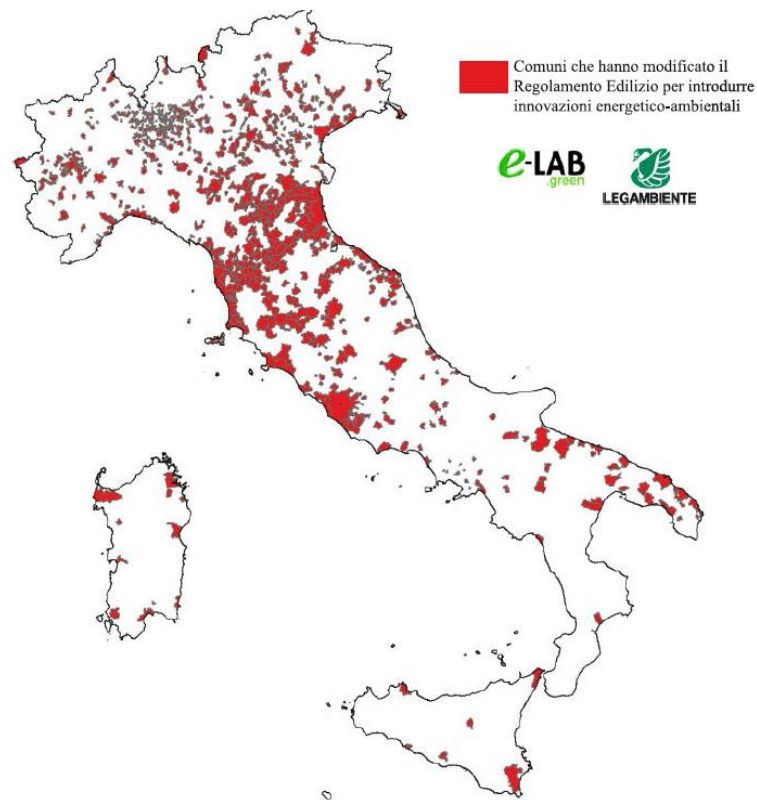 Comuni che hanno modificato il
Regolamento Edilizio per introdurre
innovazioni energetico-ambientali
e-LAB
.green
LEGAMBIENTE